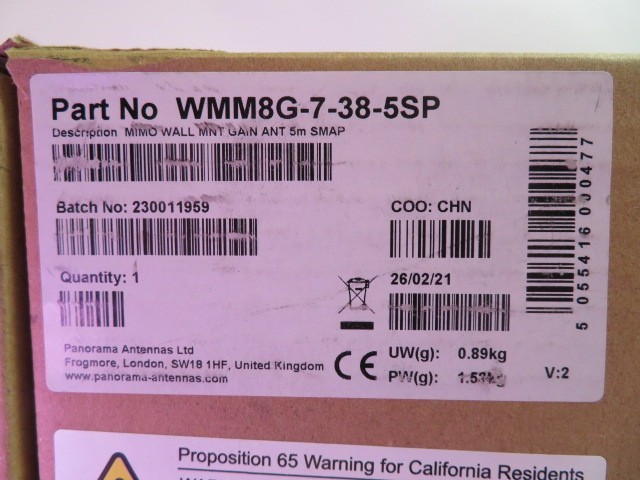 Part No WMM8G-7-38-5SP
Description MIMO WALL MNT GAIN ANT 5m SMAP
Batch No: 230011959
COO: CHN
Quantity: 1
26/02/21
5 055416 000477
Panorama Antennas Ltd
Frogmore, London, SW18 1HF, United Kingdom
www.panorama-antennas.com
CE
UW(g): 0.89kg
PW(g):
V:2
Proposition 65 Warning for California Residents